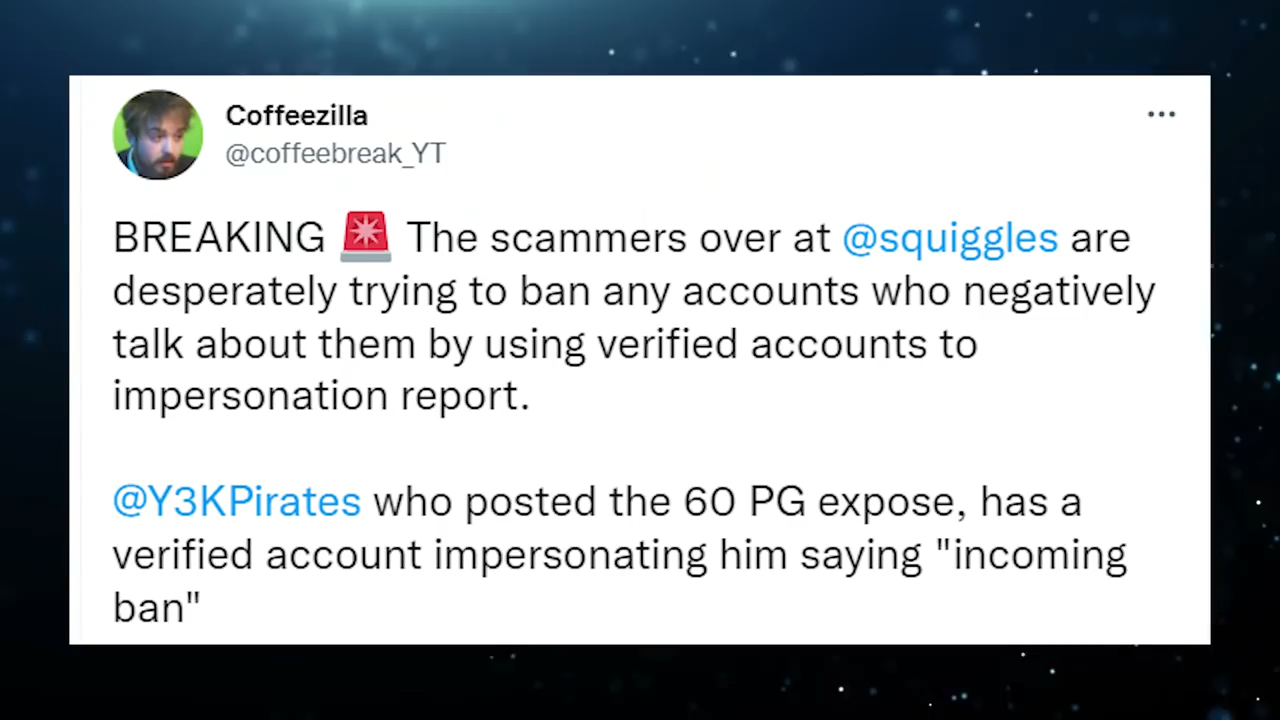 Coffeezilla
@coffeebreak_YT
BREAKING 🚨 The scammers over at @squiggles are
desperately trying to ban any accounts who negatively
talk about them by using verified accounts to
impersonation report.
@Y3KPirates who posted the 60 PG expose, has a
verified account impersonating him saying "incoming
ban"